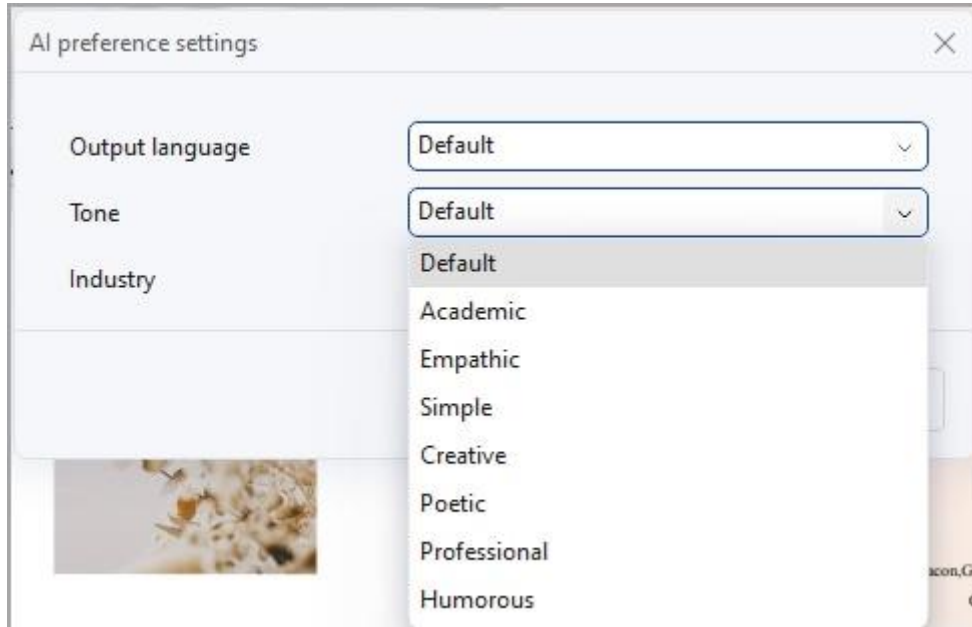 AI preference settings
Output language
Default
Tone
Default
Industry
Default
Academic
Empathic
Simple
Creative
Poetic
Professional
Humorous